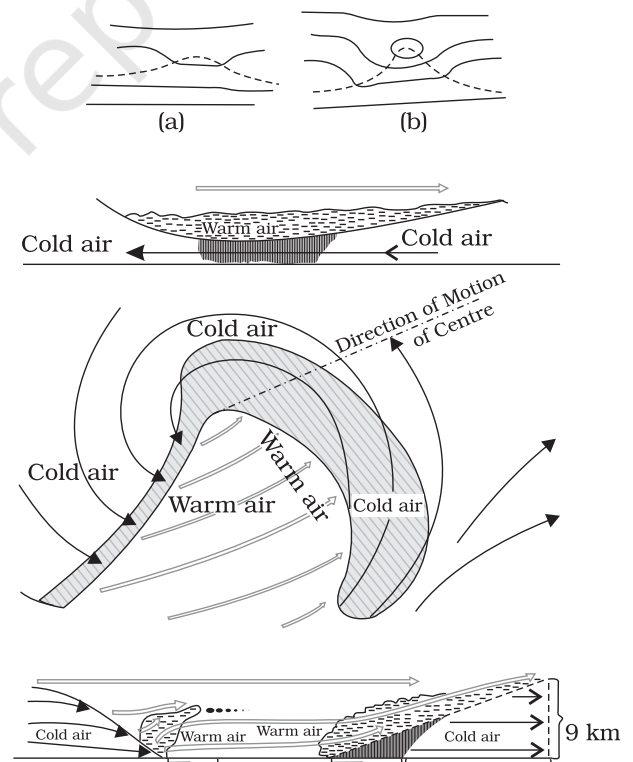 rep
(a)
(b)
Warm air
Cold air
Cold air
Direction of Motion
of Centre
Cold air
Cold air
Warm air
Warm air
Cold air
Cold air
Warm air
Warm air
Cold air
9 km